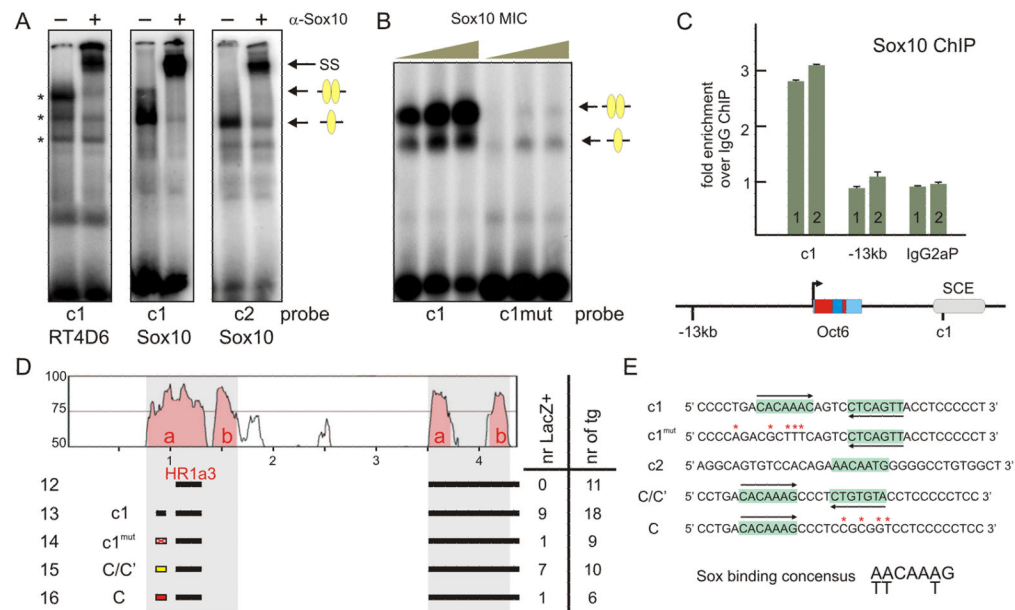 A
− + − + − + α-Sox10
SS
*
*
*
c1 c1 c2 probe
RT4D6 Sox10 Sox10
B
Sox10 MIC
c1 c1mut probe
C
Sox10 ChIP
fold enrichment
over IgG ChIP
3
2
1
1 2 1 2 1 2
c1 -13kb IgG2aP
SCE
-13kb Oct6 c1
D
100
75
50
a b a b
1 2 3 4
HR1a3
nr LacZ+ nr of tg
12 0 11
13 c1 9 18
14 c1mut 1 9
15 C/C' 7 10
16 C 1 6
E
c1 5' CCCCTGACACAAACAGTCCTCAGTTACCTCCCCCT 3'
* * ***
c1mut 5' CCCCAGACGCTTTCAGTCCTCAGTTACCTCCCCCT 3'
c2 5' AGGCAGTGTCCACAGAAACAATGGGGGCCTGTGGCT 3'
C/C' 5' CCTGACACAAAGCCCTCTGTGTACCTCCCCCTCC 3'
* * * *
C 5' CCTGACACAAAGCCCTCCGCGGTCCTCCCCCTCC 3'
Sox binding concensus AACAAAG
TT T